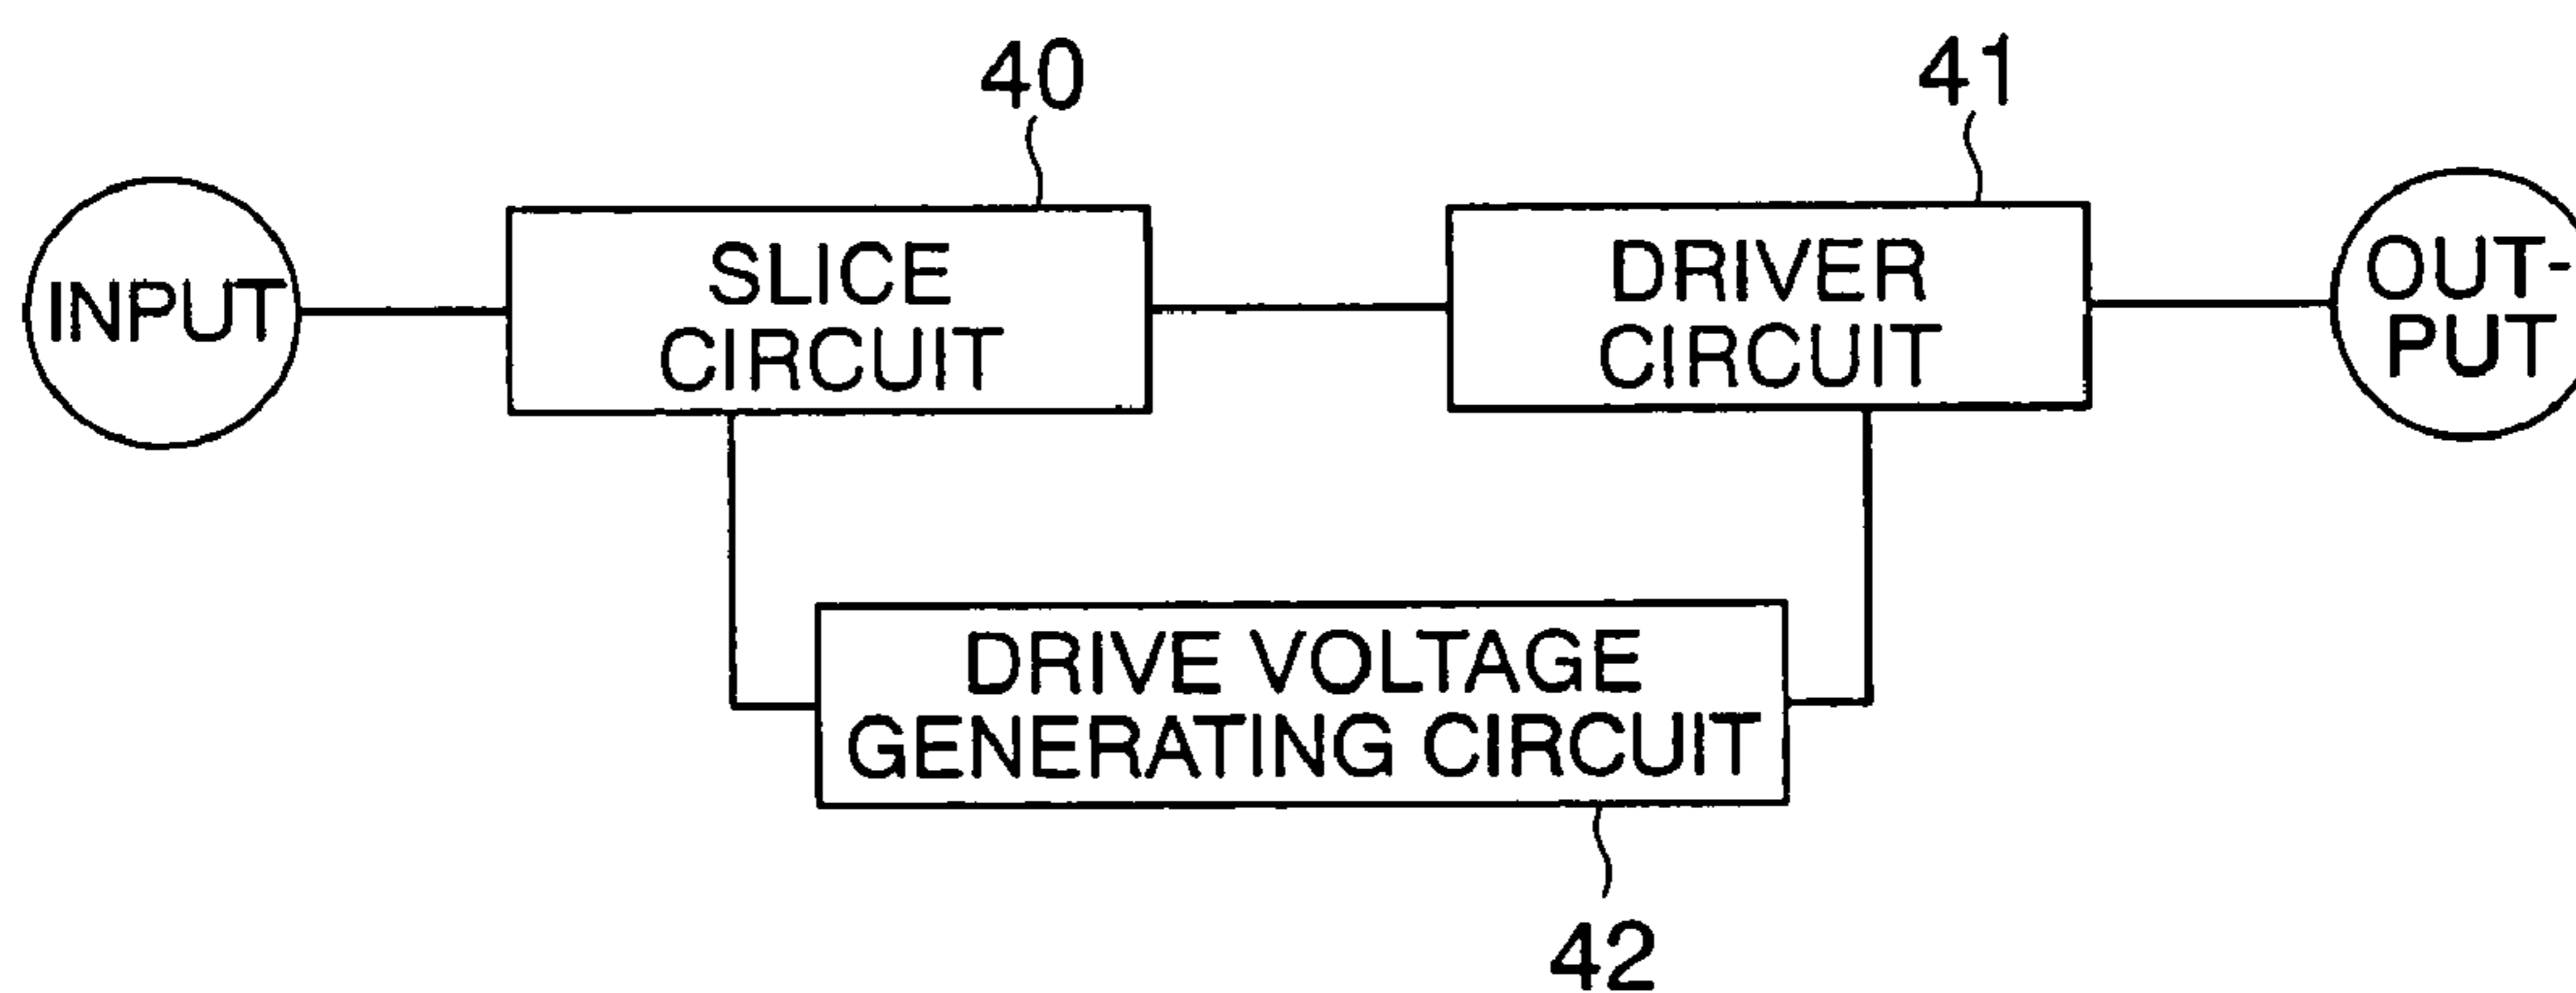 40
41
INPUT
SLICE
CIRCUIT
DRIVER
CIRCUIT
OUT-
PUT
DRIVE VOLTAGE
GENERATING CIRCUIT
42